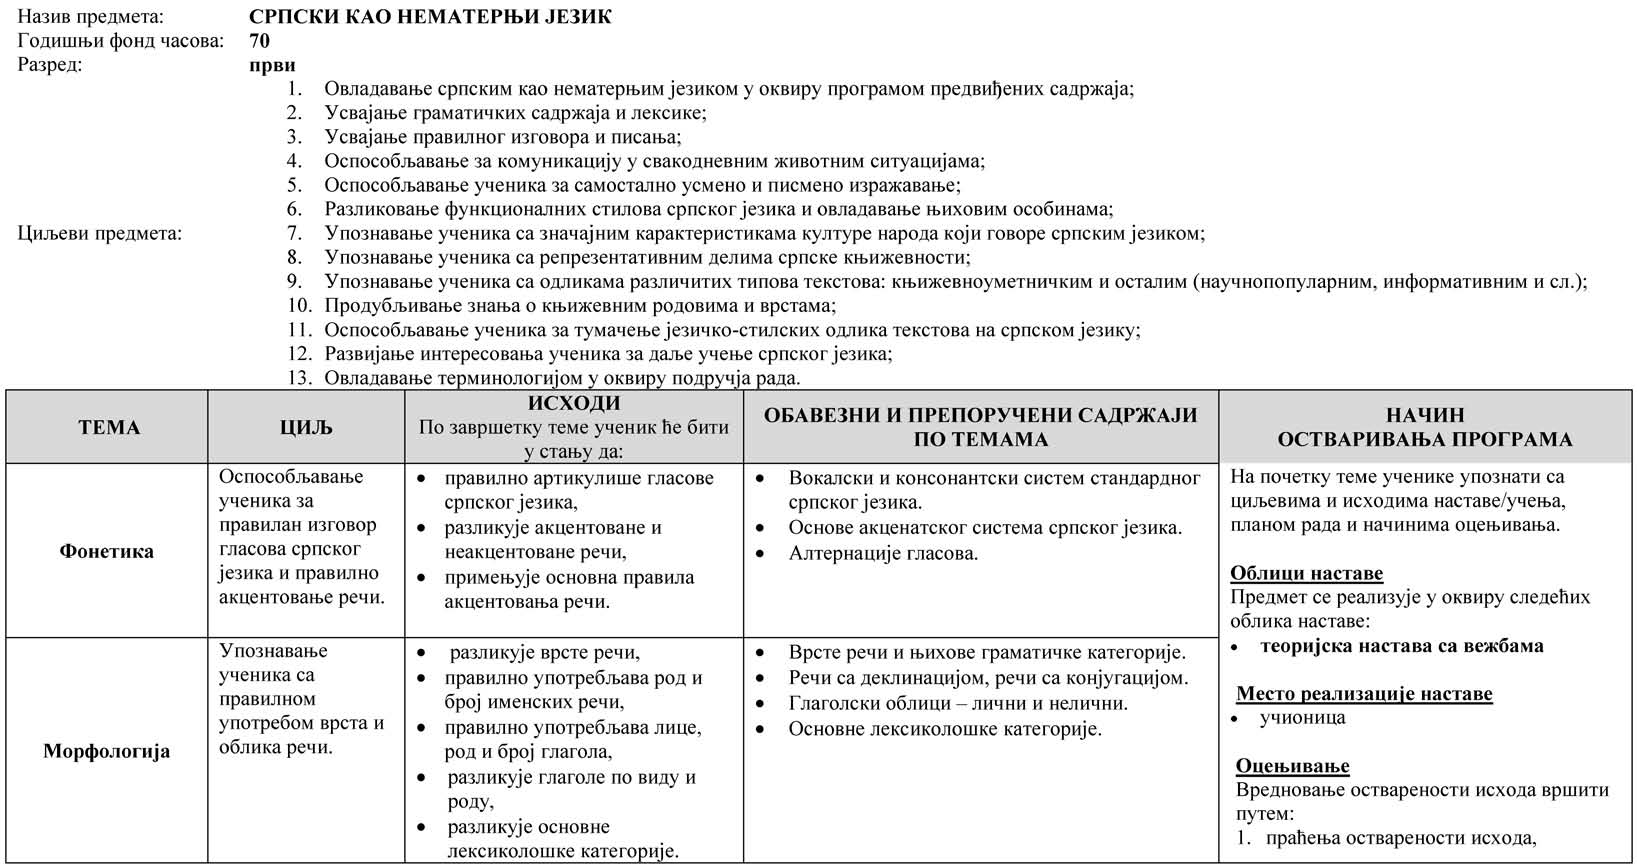 Назив предмета: СРПСКИ КАО НЕМАТЕРЊИ ЈЕЗИК
Годишњи фонд часова: 70
Разред: први
Циљеви предмета:
1. Овладавање српским као нематерњим језиком у оквиру програмом предвиђених садржаја;
2. Усвајање граматичких садржаја и лексике;
3. Усвајање правилног изговора и писања;
4. Оспособљавање за комуникацију у свакодневним животним ситуацијама;
5. Оспособљавање ученика за самостално усмено и писмено изражавање;
6. Разликовање функционалних стилова српског језика и овладавање њиховим особинама;
7. Упознавање ученика са значајним карактеристикама културе народа који говоре српским језиком;
8. Упознавање ученика са репрезентативним делима српске књижевности;
9. Упознавање ученика са одликама различитих типова текстова: књижевноуметничким и осталим (научнопопуларним, информативним и сл.);
10. Продубљивање знања о књижевним родовима и врстама;
11. Оспособљавање ученика за тумачење језичко-стилских одлика текстова на српском језику;
12. Развијање интересовања ученика за даље учење српског језика;
13. Овладавање терминологијом у оквиру подручја рада.
ТЕМА
ЦИЉ
ИСХОДИ
По завршетку теме ученик ће бити
у стању да:
ОБАВЕЗНИ И ПРЕПОРУЧЕНИ САДРЖАЈИ
ПО ТЕМАМА
НАЧИН
ОСТВАРИВАЊА ПРОГРАМА
Фонетика
Оспособљавање
ученика за
правилан изговор
гласова српског
језика и правилно
акцентовање речи.
• правилно артикулише гласове
српског језика,
• разликује акцентоване и
неакцентоване речи,
• примењује основна правила
акцентовања речи.
• Вокалски и консонантски систем стандардног
српског језика.
• Основе акценатског система српског језика.
• Алтернације гласова.
Морфологија
Упознавање
ученика са
правилном
употребом врста и
облика речи.
• разликује врсте речи,
• правилно употребљава род и
број именских речи,
• правилно употребљава лице,
род и број глагола,
• разликује глаголе по виду и
роду,
• разликује основне
лексиколошке категорије.
• Врсте речи и њихове граматичке категорије.
• Речи са деклинацијом, речи са конјугацијом.
• Глаголски облици – лични и нелични.
• Основне лексиколошке категорије.
На почетку теме ученике упознати са
циљевима и исходима наставе/учења,
планом рада и начинима оцењивања.
Облици наставе
Предмет се реализује у оквиру следећих
облика наставе:
• теоријска настава са вежбама
Место реализације наставе
• учионица
Оцењивање
Вредновање остварености исхода вршити
путем:
1. праћења остварености исхода,